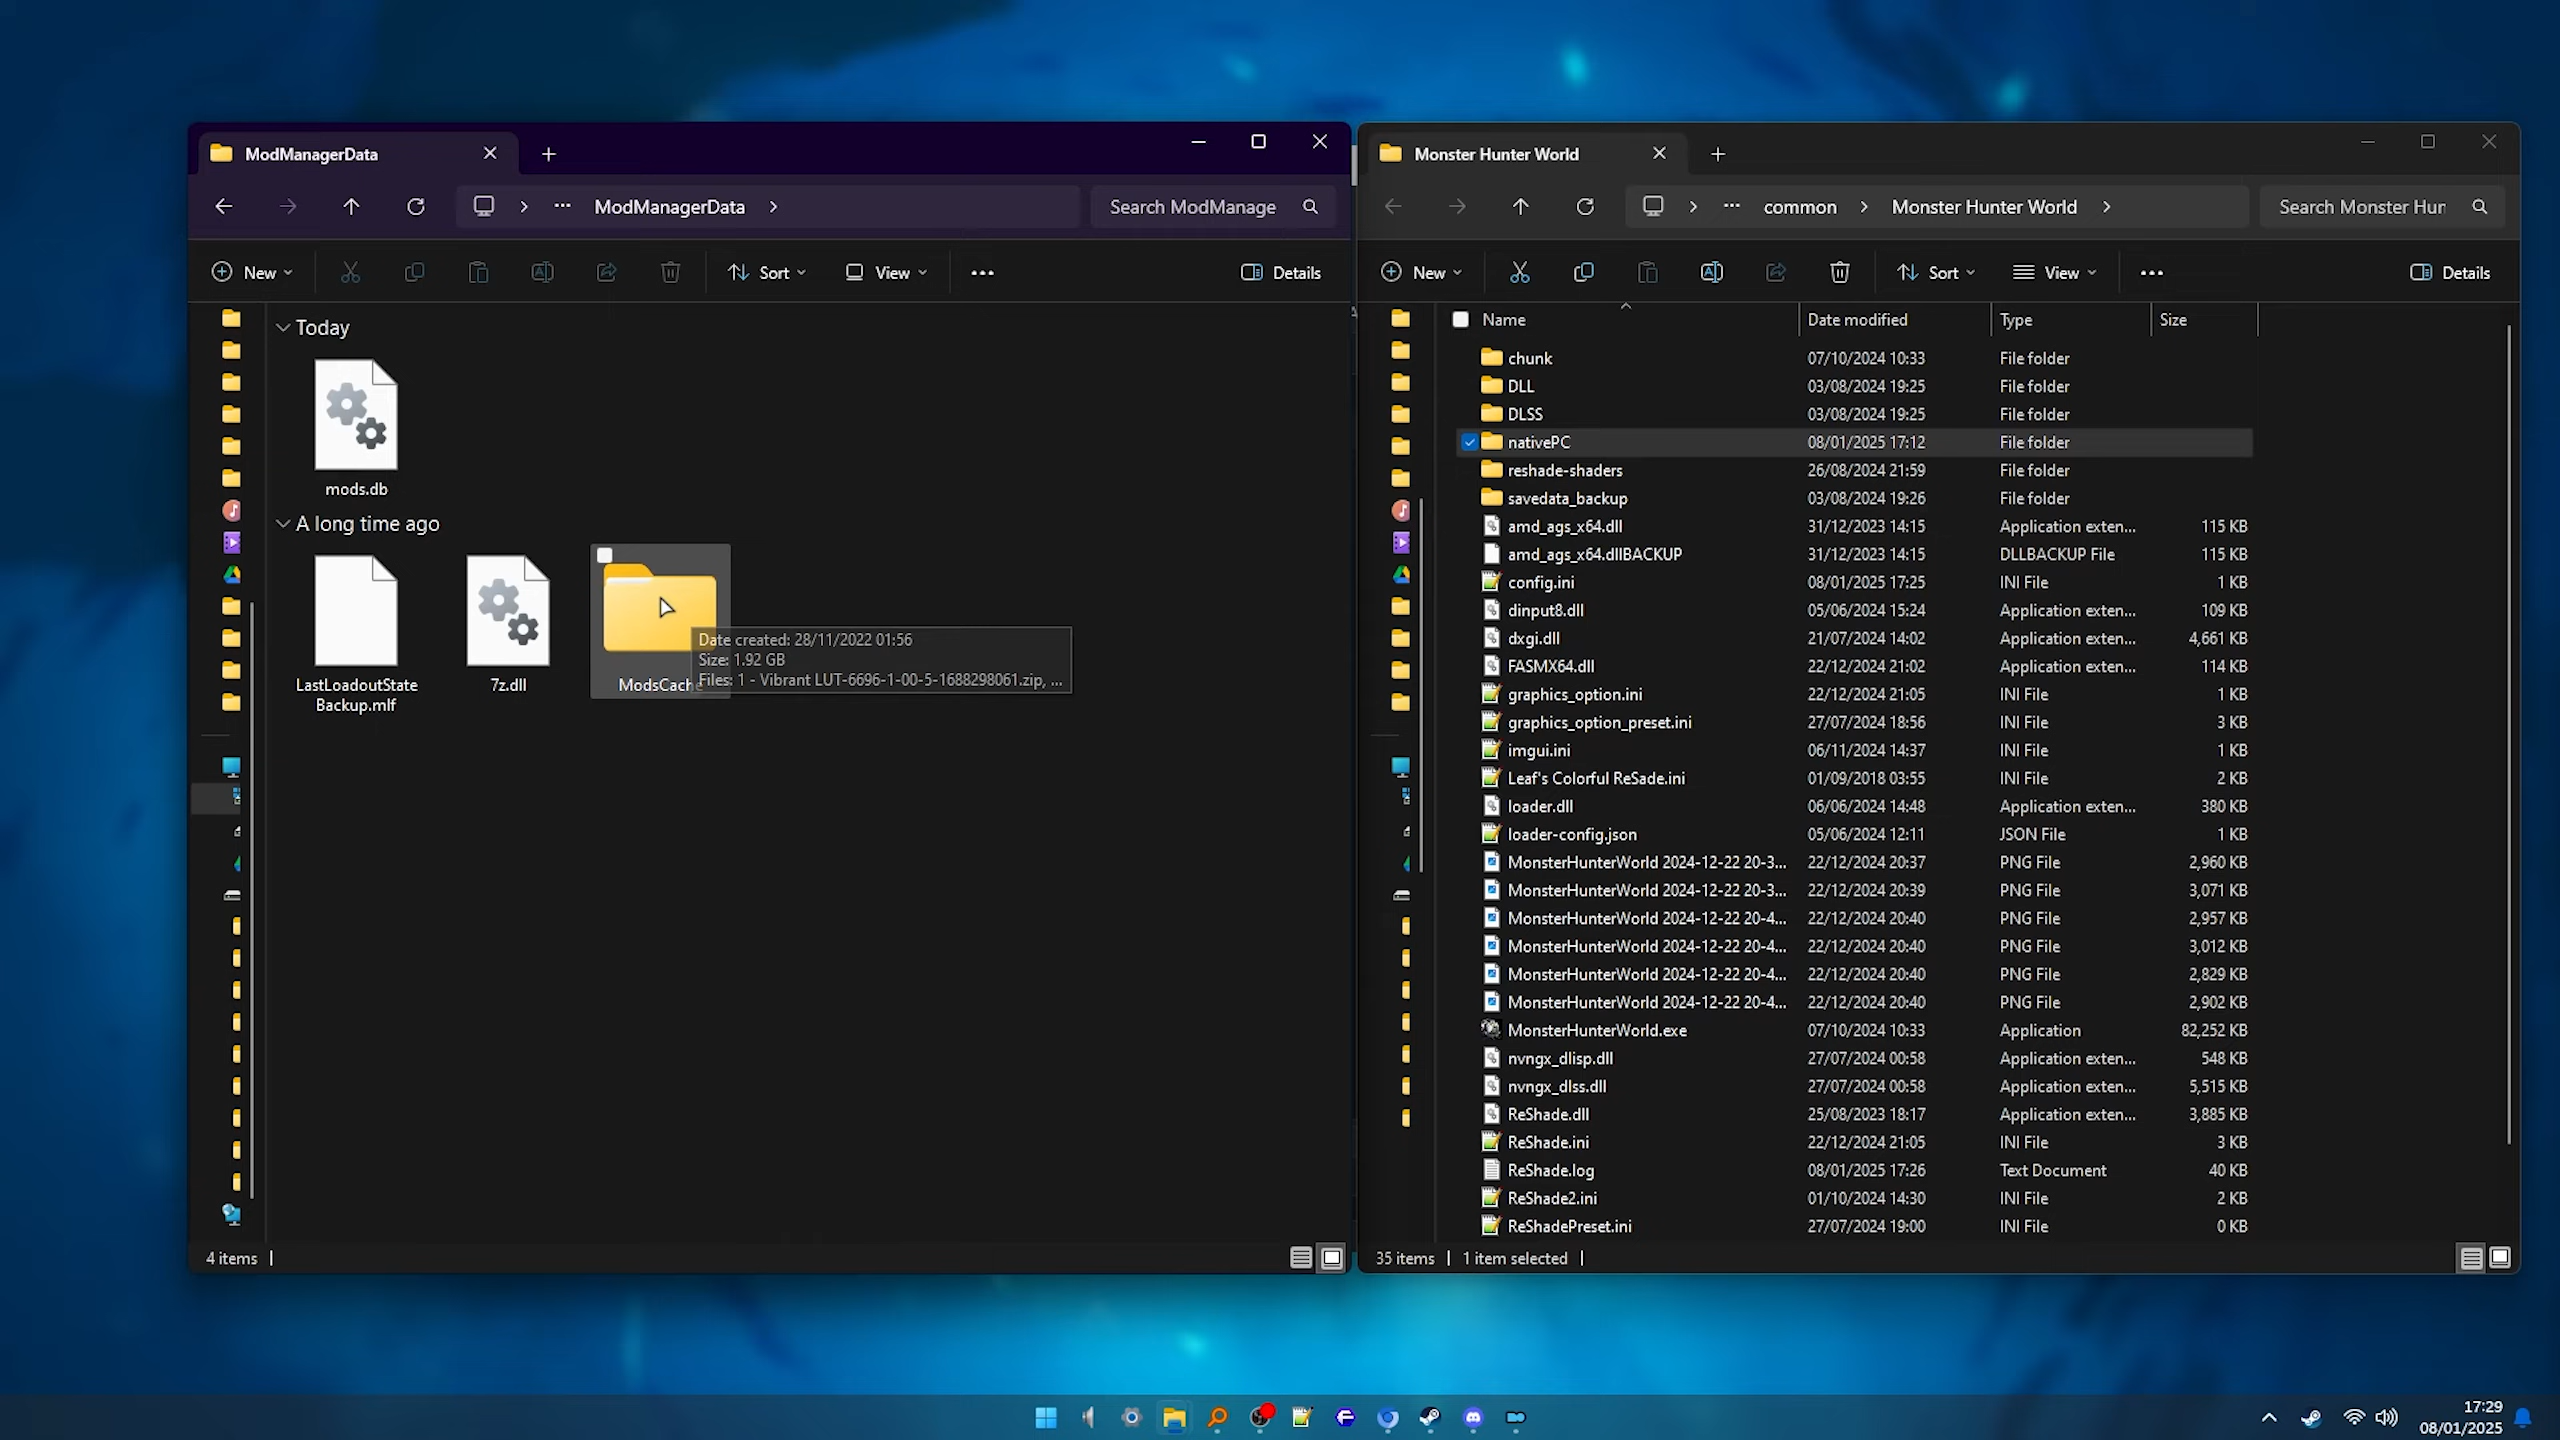 ModManagerData
ModManagerData
Search ModManage
New
Sort
View
Details
Today
mods.db
A long time ago
LastLoadoutState
Backup.mlf
7z.dll
ModsCache
Date created: 28/11/2022 01:56
Size: 1.92 GB
Files: 1 - Vibrant LUT-6696-1-00-5-1688298061.zip, ...
4 items
Monster Hunter World
common Monster Hunter World
Search Monster Hur
New
Sort
View
Details
Name Date modified Type Size
chunk 07/10/2024 10:33 File folder
DLL 03/08/2024 19:25 File folder
DLSS 03/08/2024 19:25 File folder
nativePC 08/01/2025 17:12 File folder
reshade-shaders 26/08/2024 21:59 File folder
savedata_backup 03/08/2024 19:26 File folder
amd_ags_x64.dll 31/12/2023 14:15 Application exten... 115 KB
amd_ags_x64.dllBACKUP 31/12/2023 14:15 DLLBACKUP File 115 KB
config.ini 08/01/2025 17:25 INI File 1 KB
dinput8.dll 05/06/2024 15:24 Application exten... 109 KB
dxgi.dll 21/07/2024 14:02 Application exten... 4,661 KB
FASMX64.dll 22/12/2024 21:02 Application exten... 114 KB
graphics_option.ini 22/12/2024 21:05 INI File 1 KB
graphics_option_preset.ini 27/07/2024 18:56 INI File 3 KB
imgui.ini 06/11/2024 14:37 INI File 1 KB
Leaf's Colorful ReSade.ini 01/09/2018 03:55 INI File 2 KB
loader.dll 06/06/2024 14:48 Application exten... 380 KB
loader-config.json 05/06/2024 12:11 JSON File 1 KB
MonsterHunterWorld 2024-12-22 20-3... 22/12/2024 20:37 PNG File 2,960 KB
MonsterHunterWorld 2024-12-22 20-3... 22/12/2024 20:39 PNG File 3,071 KB
MonsterHunterWorld 2024-12-22 20-4... 22/12/2024 20:40 PNG File 2,957 KB
MonsterHunterWorld 2024-12-22 20-4... 22/12/2024 20:40 PNG File 3,012 KB
MonsterHunterWorld 2024-12-22 20-4... 22/12/2024 20:40 PNG File 2,829 KB
MonsterHunterWorld 2024-12-22 20-4... 22/12/2024 20:40 PNG File 2,902 KB
MonsterHunterWorld.exe 07/10/2024 10:33 Application 82,252 KB
nvngx_dlisp.dll 27/07/2024 00:58 Application exten... 548 KB
nvngx_dlss.dll 27/07/2024 00:58 Application exten... 5,515 KB
ReShade.dll 25/08/2023 18:17 Application exten... 3,885 KB
ReShade.ini 22/12/2024 21:05 INI File 3 KB
ReShade.log 08/01/2025 17:26 Text Document 40 KB
ReShade2.ini 01/10/2024 14:30 INI File 2 KB
ReShadePreset.ini 27/07/2024 19:00 INI File 0 KB
35 items 1 item selected
17:29
08/01/2025